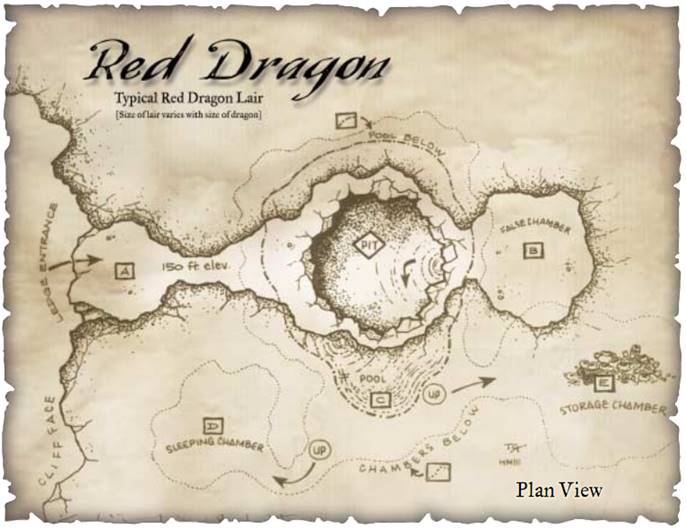 Red Dragon
Typical Red Dragon Lair
[Size of lair varies with size of dragon]
POOL BELOW
LEDGE ENTRANCE
A
150 ft elev.
PIT
FALSE CHAMBER
B
POOL
C
UP
E
STORAGE CHAMBER
CLIFF FACE
D
SLEEPING CHAMBER
UP
CHAMBERS BELOW
Plan View